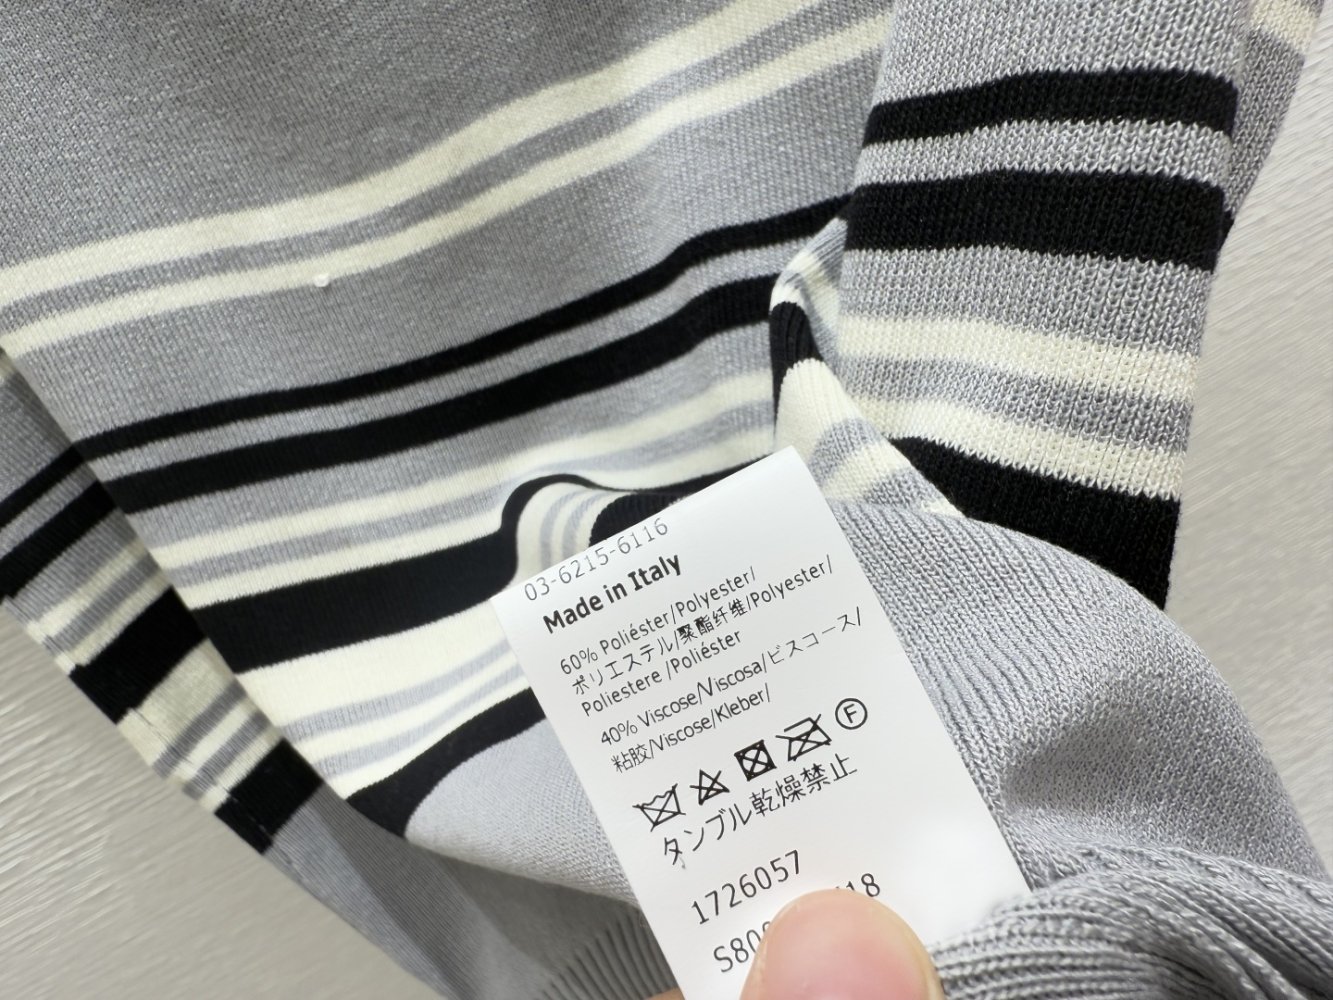 03-6215-6116
Made in Italy
60% Poliéster/Polyester/
ポリエステル/聚酯纤维/Polyester/
Poliestere /Poliéster
40% Viscose/Viscosa/ビスコース/
粘胶/Viscose/Kleber/
F
タンブル乾燥禁止
1726057